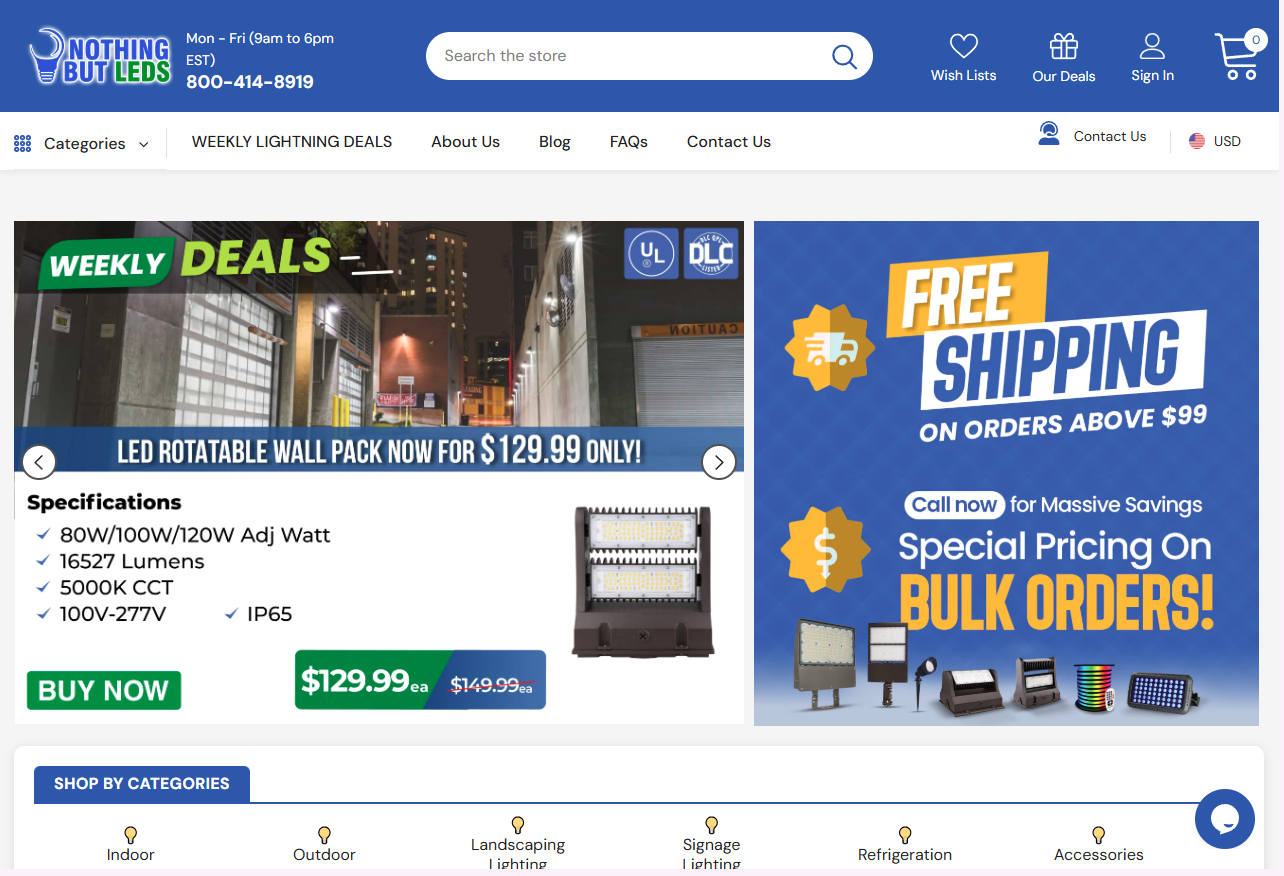 NOTHING
BUT LEDS
Mon - Fri (9am to 6pm
EST)
800-414-8919
Search the store
Wish Lists
Our Deals
Sign In
0
Categories
WEEKLY LIGHTNING DEALS
About Us
Blog
FAQs
Contact Us
Contact Us
USD
WEEKLY DEALS
UL
DLC
CAUTION
LED ROTATABLE WALL PACK NOW FOR $129.99 ONLY!
Specifications
80W/100W/120W Adj Watt
16527 Lumens
5000K CCT
100V-277V
IP65
BUY NOW
$129.99ea
$149.99ea
FREE
SHIPPING
ON ORDERS ABOVE $99
Call now for Massive Savings
Special Pricing On
BULK ORDERS!
SHOP BY CATEGORIES
Indoor
Outdoor
Landscaping
Lighting
Signage
Lighting
Refrigeration
Accessories